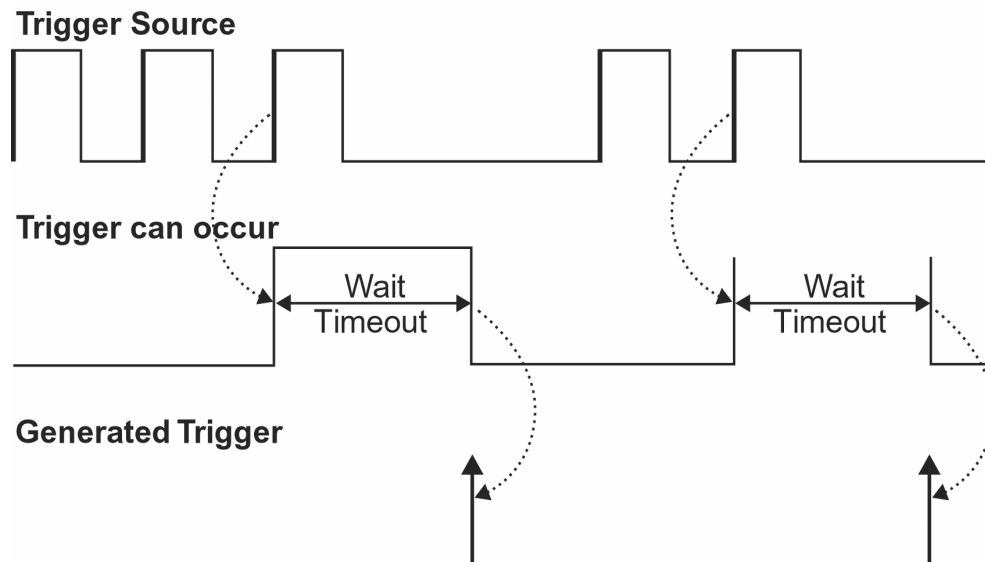 Trigger Source
Trigger can occur
Wait
Timeout
Wait
Timeout
Generated Trigger